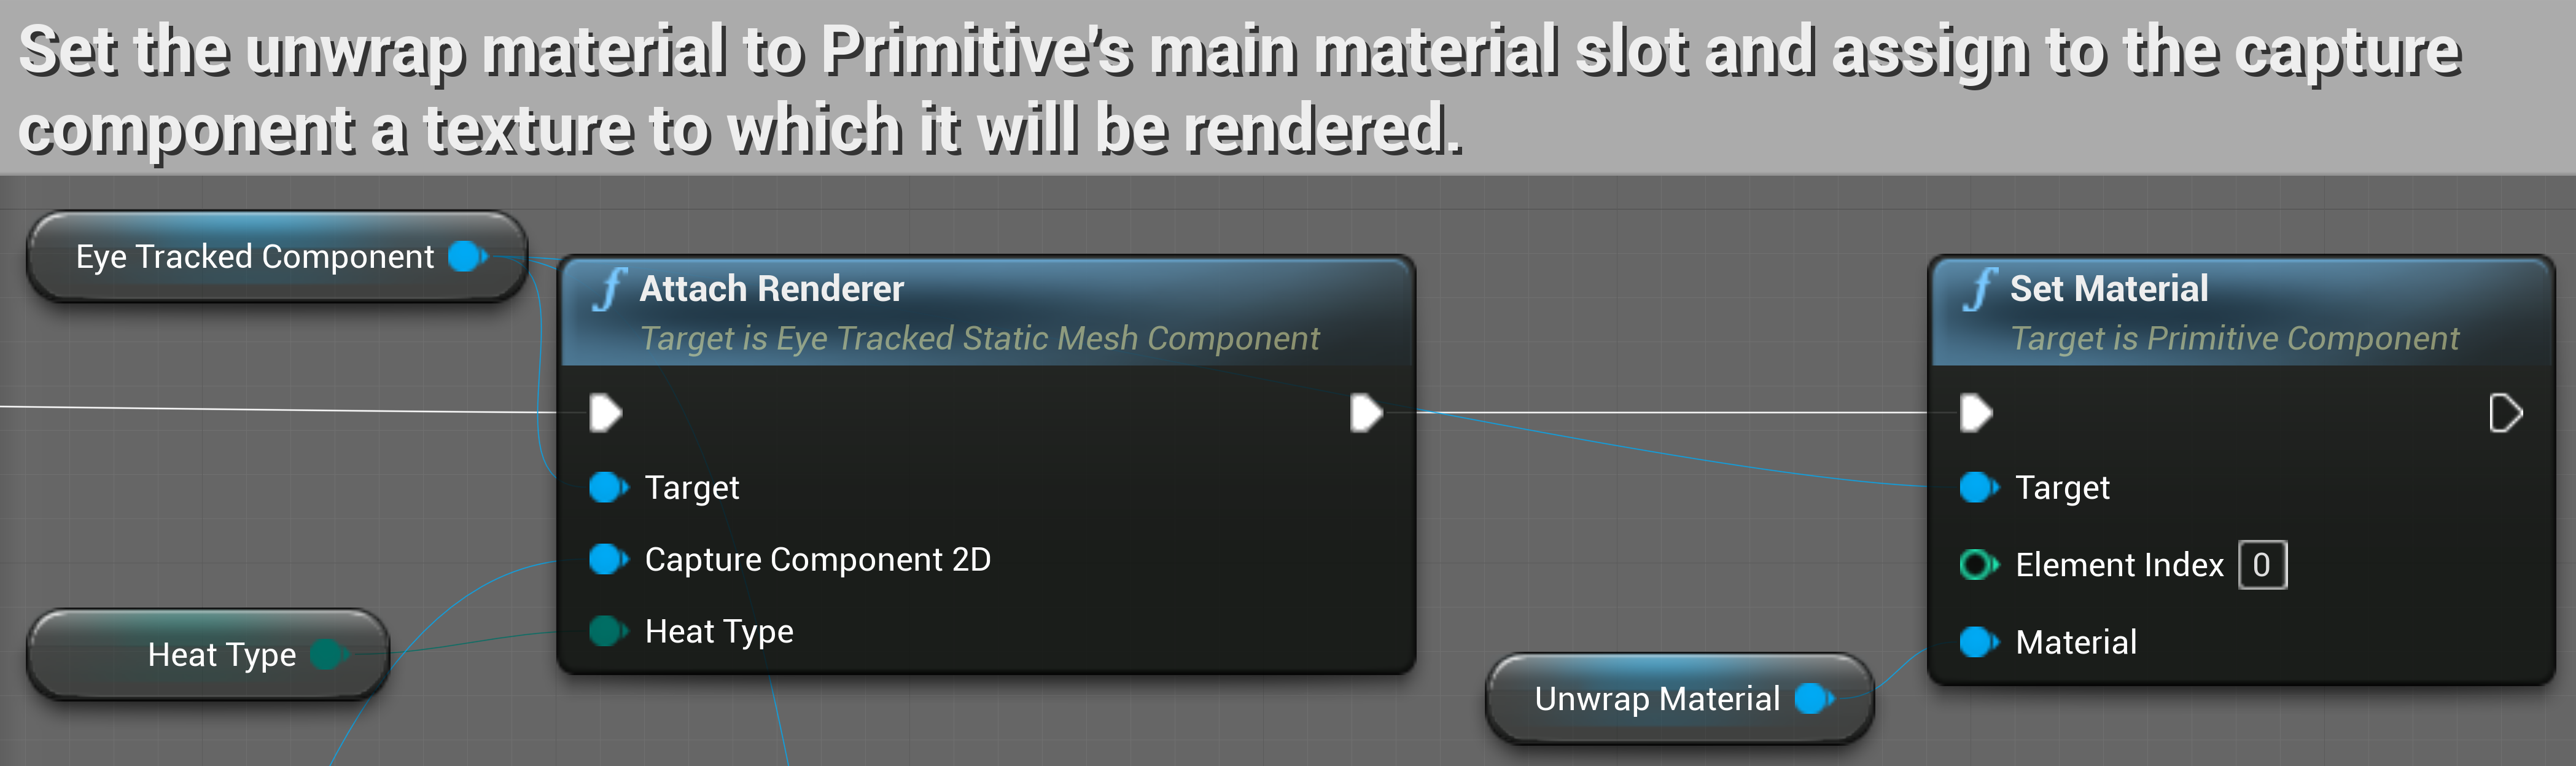 Set the unwrap material to Primitive's main material slot and assign to the capture
component a texture to which it will be rendered.
Eye Tracked Component
Attach Renderer
Target is Eye Tracked Static Mesh Component
Target
Capture Component 2D
Heat Type
Heat Type
Set Material
Target is Primitive Component
Target
Element Index 0
Material
Unwrap Material